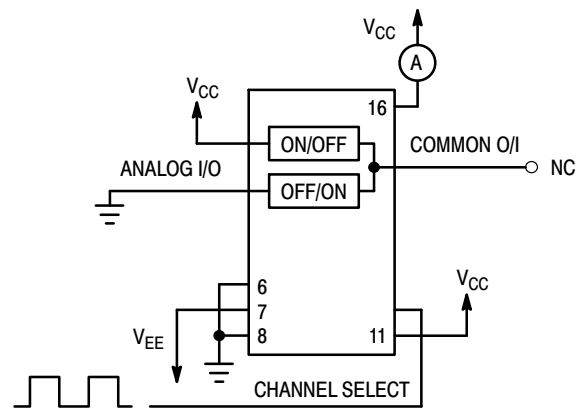 VCC
A
16
VCC
ON/OFF
COMMON O/I
NC
ANALOG I/O
OFF/ON
6
7
8
VCC
11
VEE
CHANNEL SELECT